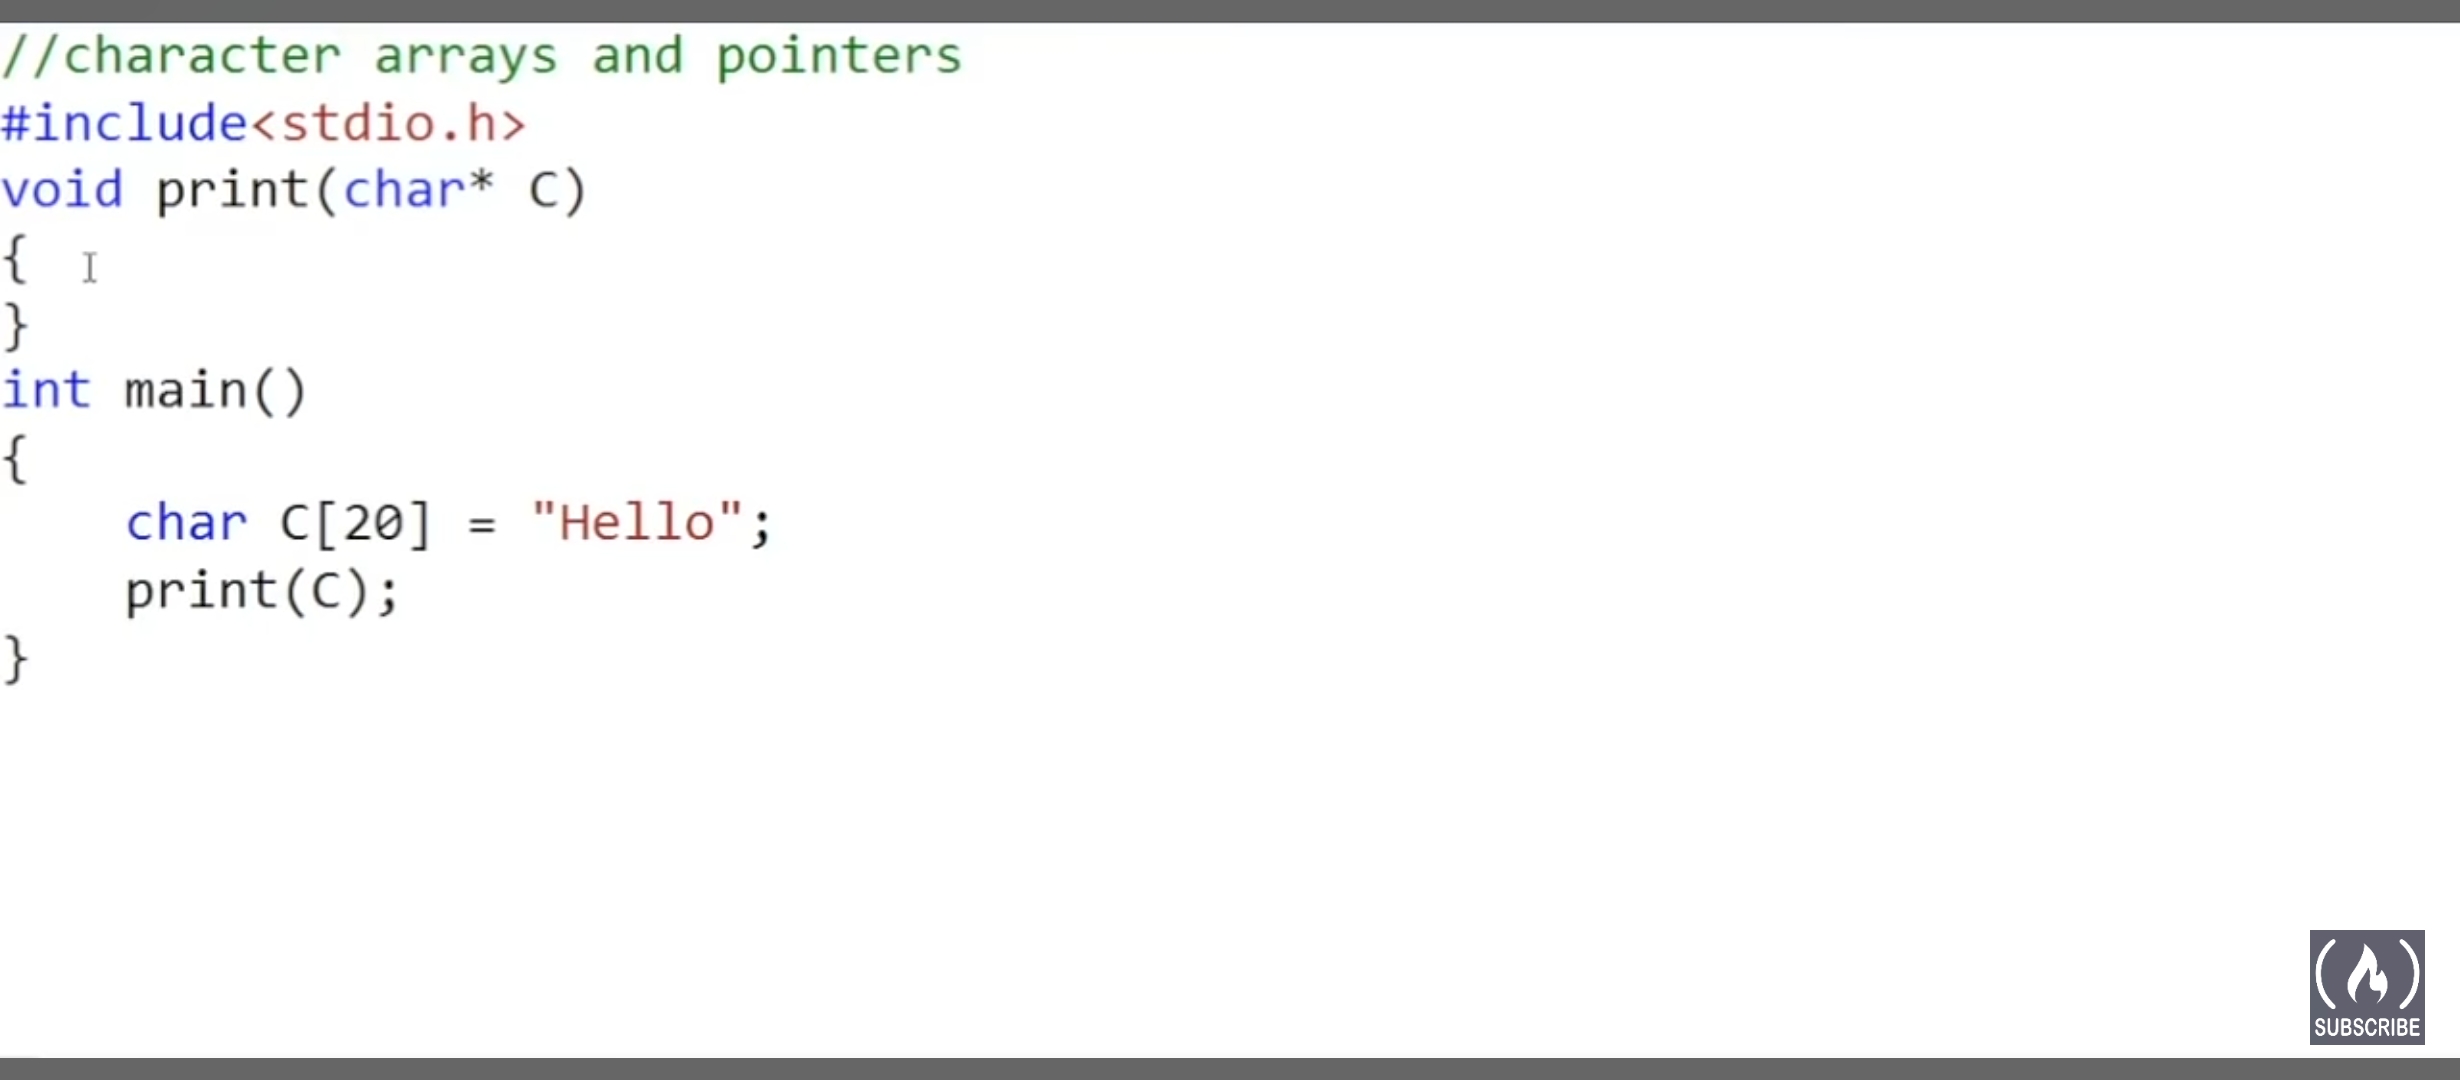 //character arrays and pointers
#include<stdio.h>
void print(char* C)
{
}
int main()
{
    char C[20] = "Hello";
    print(C);
}
SUBSCRIBE